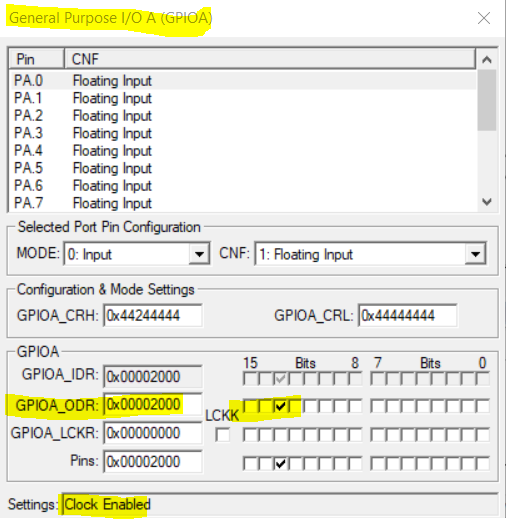 General Purpose I/O A (GPIOA)
Pin CNF
PA.0 Floating Input
PA.1 Floating Input
PA.2 Floating Input
PA.3 Floating Input
PA.4 Floating Input
PA.5 Floating Input
PA.6 Floating Input
PA.7 Floating Input
Selected Port Pin Configuration
MODE: 0: Input CNF: 1: Floating Input
Configuration & Mode Settings
GPIOA_CRH: 0x44244444 GPIOA_CRL: 0x44444444
GPIOA
15 Bits 8 7 Bits 0
GPIOA_IDR: 0x00002000
GPIOA_ODR: 0x00002000
LCKK
GPIOA_LCKR: 0x00000000
Pins: 0x00002000
Settings: Clock Enabled